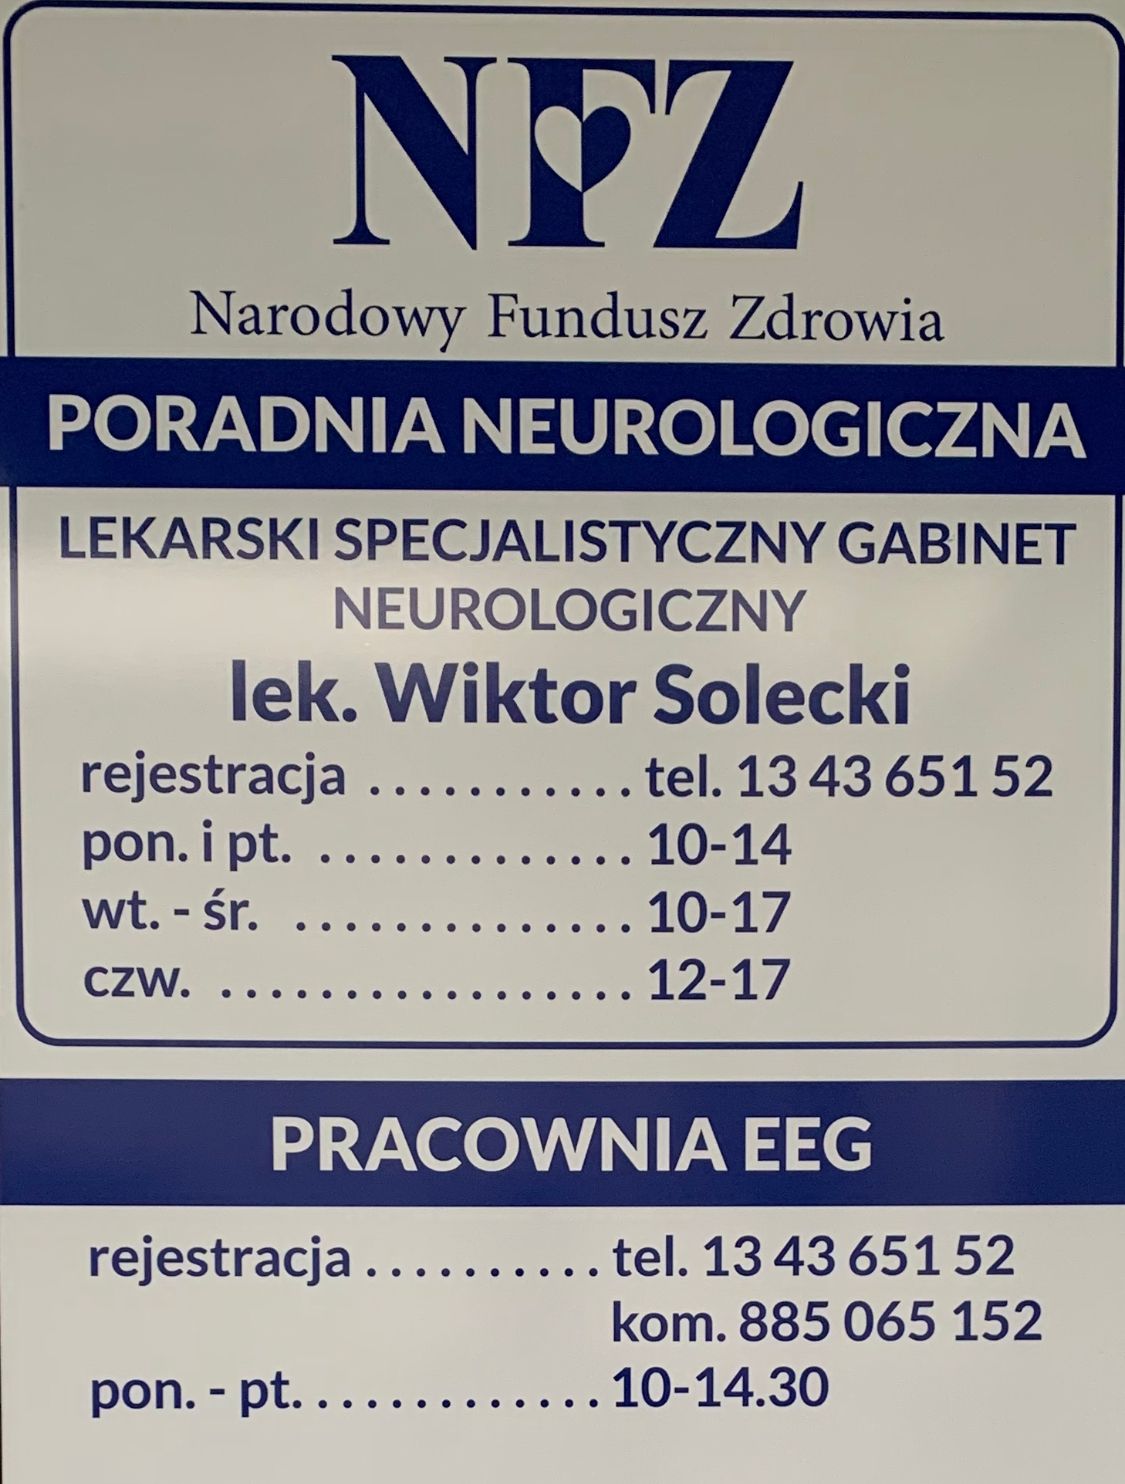 NFZ
Narodowy Fundusz Zdrowia
PORADNIA NEUROLOGICZNA
LEKARSKI SPECJALISTYCZNY GABINET
NEUROLOGICZNY
lek. Wiktor Solecki
rejestracja ........... tel. 13 43 651 52
pon. i pt. ............. 10-14
wt. - śr. .............. 10-17
czw. ................. 12-17
PRACOWNIA EEG
rejestracja .......... tel. 13 43 651 52
kom. 885 065 152
pon. - pt. ............ 10-14.30